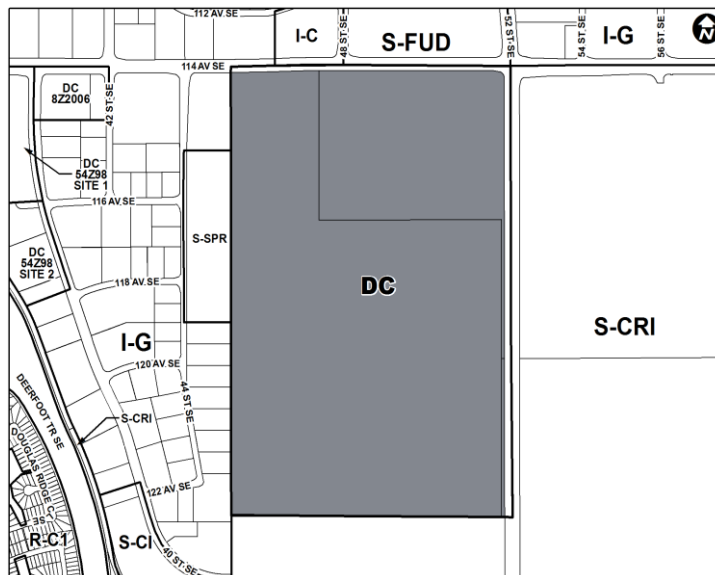 112 AV SE
I-C
48 ST SE
S-FUD
52 ST SE
54 ST SE
I-G
56 ST SE
N
114 AV SE
DC
8Z2006
42 ST SE
DC
54Z98
SITE 1
116 AV SE
S-SPR
DC
54Z98
SITE 2
118 AV SE
DC
S-CRI
I-G
120 AV SE
44 ST SE
DEERFOOT TR SE
S-CRI
DOUGLAS RIDGE C
SE
122 AV SE
R-C1
S-CI
40 ST SE